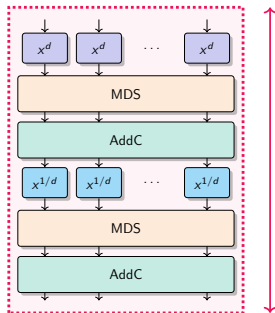 x^d x^d ... x^d
MDS
AddC
x^{1/d} x^{1/d} ... x^{1/d}
MDS
AddC